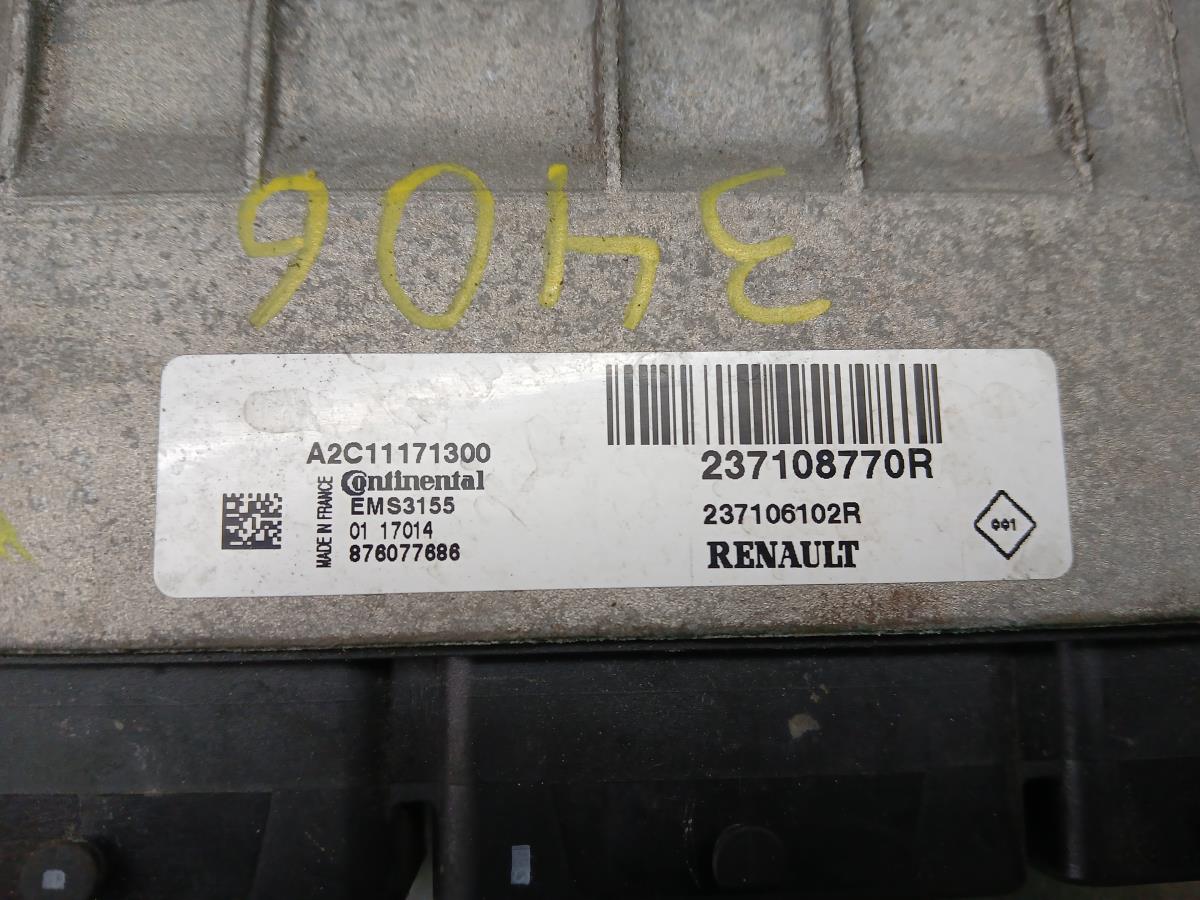 3406
A2C11171300
Continental
MADE IN FRANCE
EMS3155
01 17014
876077686
237108770R
237106102R
RENAULT